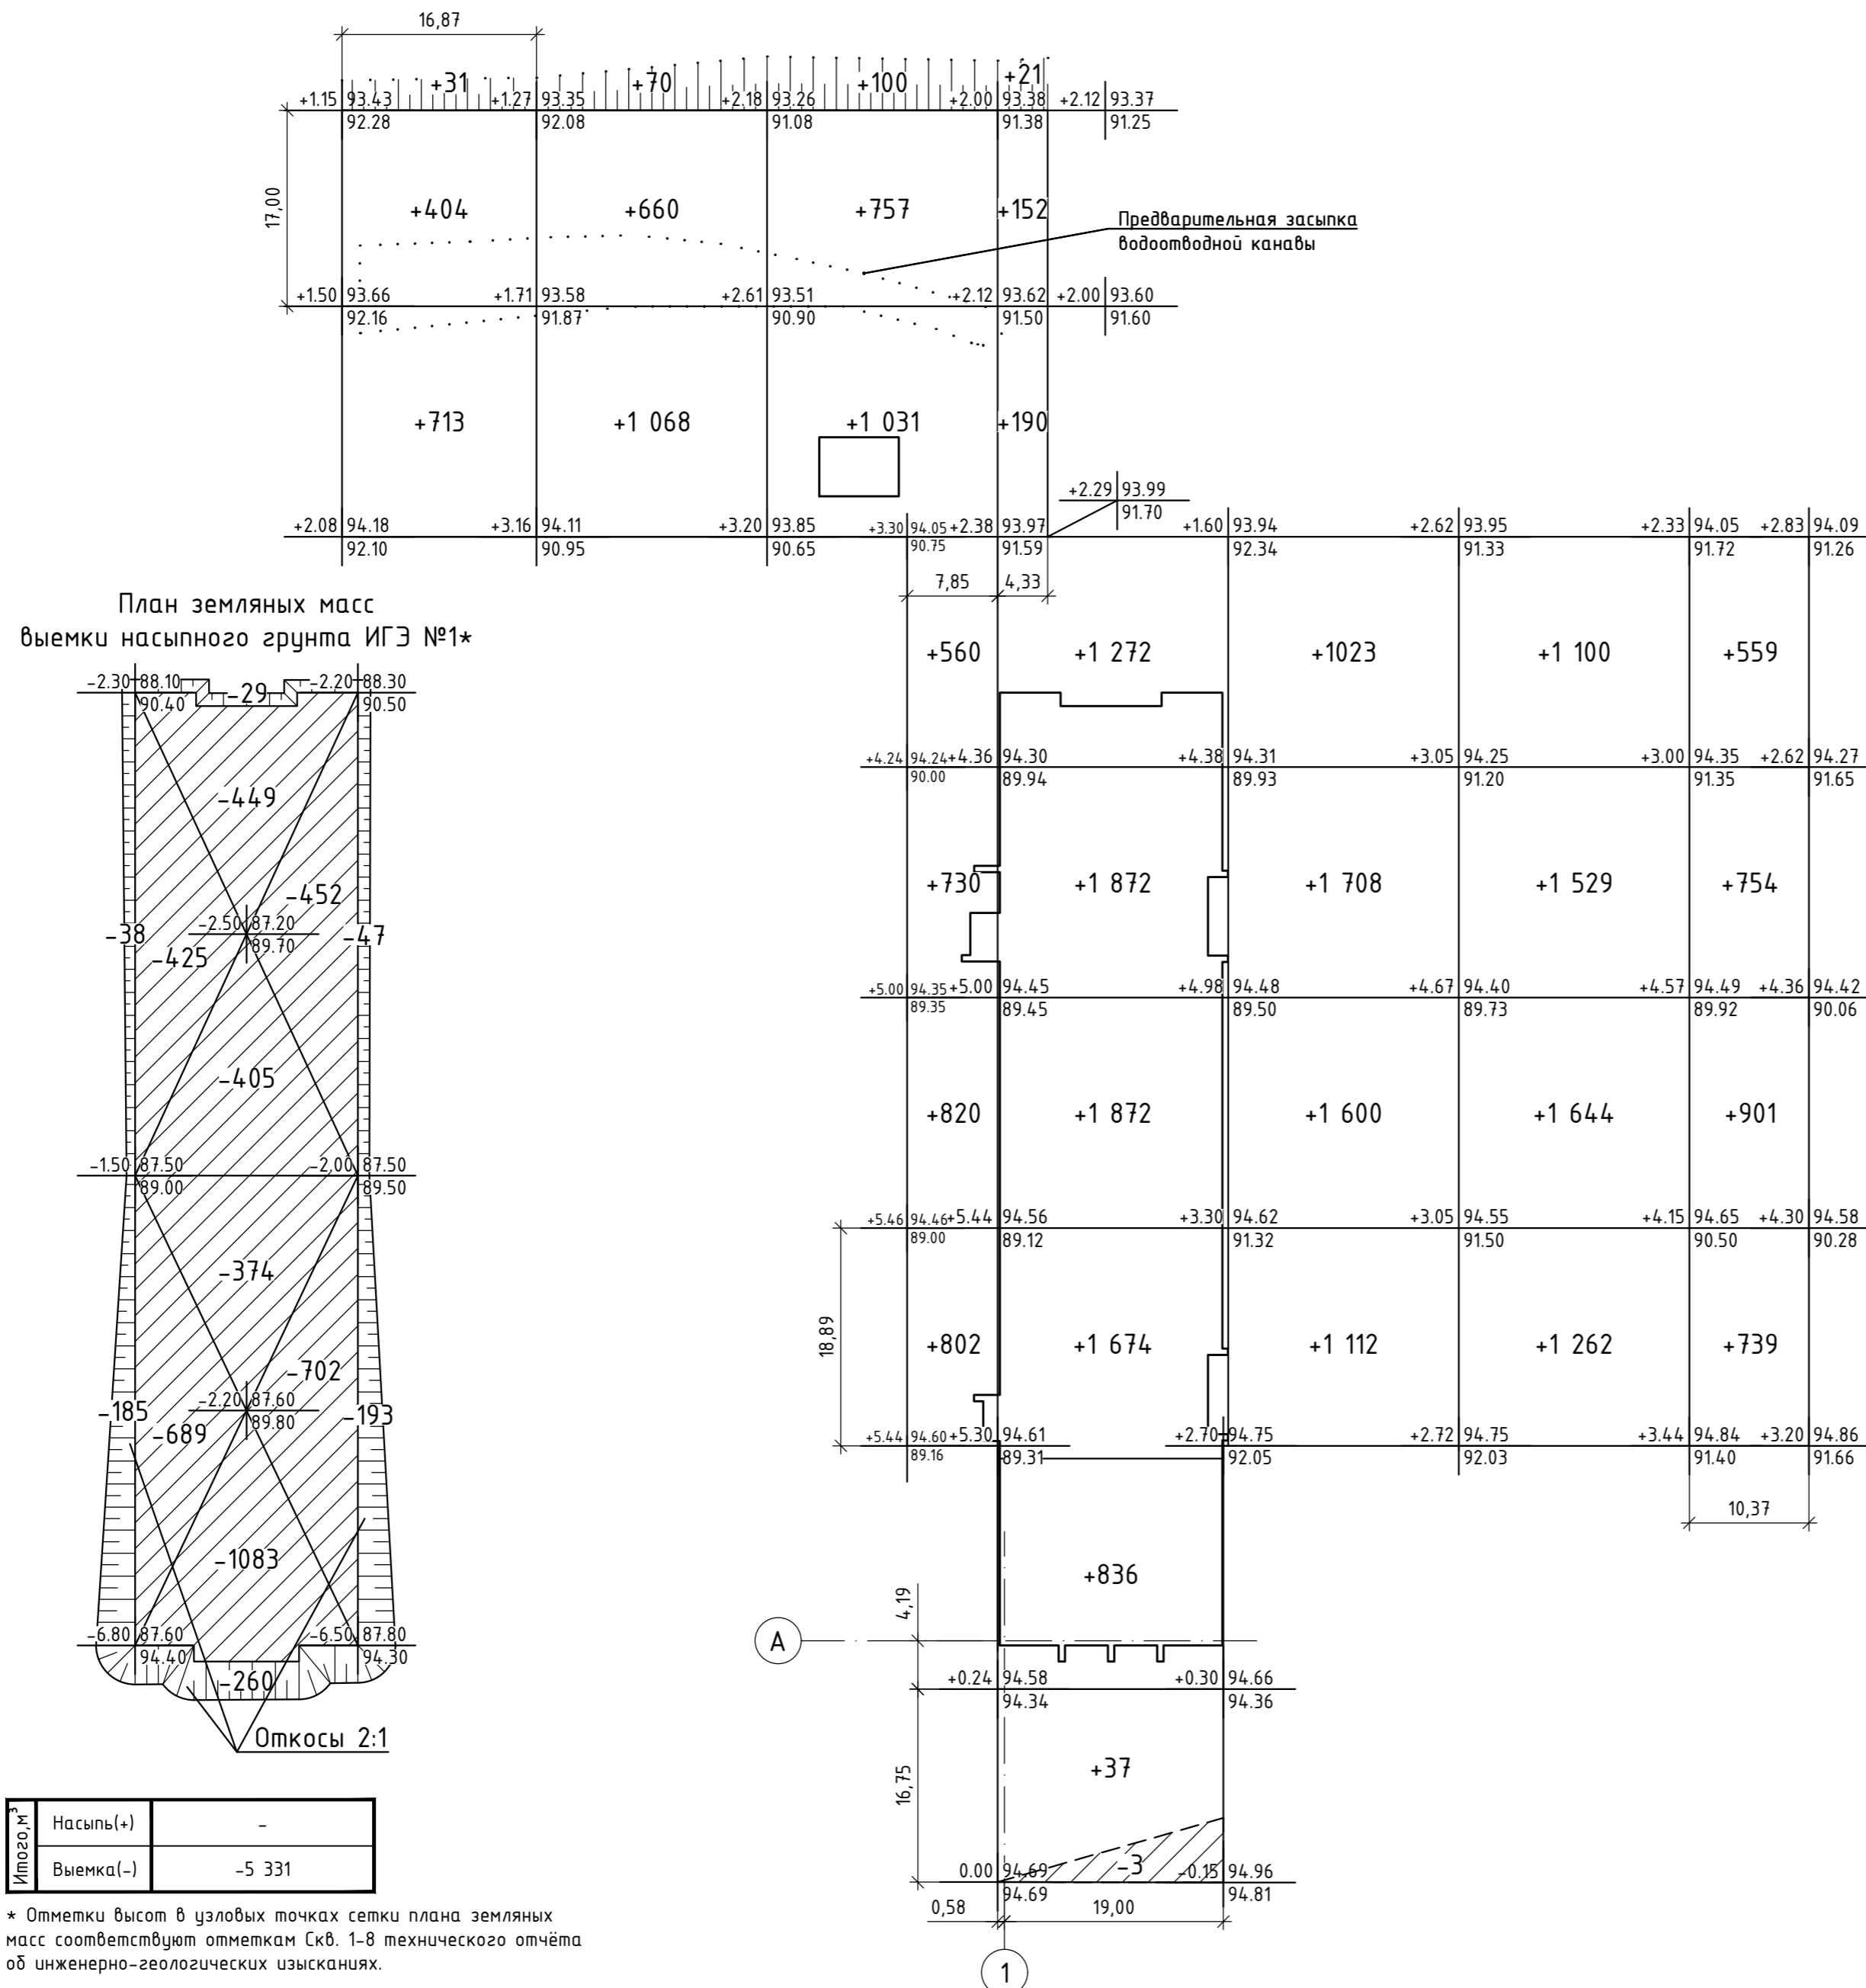 16,87
+31 +70 +100 +21
+1.15 93.43 +1.27 93.35 +2.18 93.26 +2.00 93.38 +2.12 93.37
92.28 92.08 91.08 91.38 91.25
17,00
+404 +660 +757 +152
Предварительная засыпка
водоотводной канавы
+1.50 93.66 +1.71 93.58 +2.61 93.51 +2.12 93.62 +2.00 93.60
92.16 91.87 90.90 91.50 91.60
+713 +1 068 +1 031 +190
+2.29 93.99
91.70
+2.08 94.18 +3.16 94.11 +3.20 93.85 +3.30 94.05 +2.38 93.97 +1.60 93.94 +2.62 93.95 +2.33 94.05 +2.83 94.09
92.10 90.95 90.65 90.75 91.59 92.34 91.33 91.72 91.26
7,85 4,33
+560 +1 272 +1023 +1 100 +559
+4.24 94.24 +4.36 94.30 +4.38 94.31 +3.05 94.25 +3.00 94.35 +2.62 94.27
90.00 89.94 89.93 91.20 91.35 91.65
+730 +1 872 +1 708 +1 529 +754
+5.00 94.35 +5.00 94.45 +4.98 94.48 +4.67 94.40 +4.57 94.49 +4.36 94.42
89.35 89.45 89.50 89.73 89.92 90.06
+820 +1 872 +1 600 +1 644 +901
+5.46 94.46 +5.44 94.56 +3.30 94.62 +3.05 94.55 +4.15 94.65 +4.30 94.58
89.00 89.12 91.32 91.50 90.50 90.28
18,89
+802 +1 674 +1 112 +1 262 +739
+5.44 94.60 +5.30 94.61 +2.70 94.75 +2.72 94.75 +3.44 94.84 +3.20 94.86
89.16 89.31 92.05 92.03 91.40 91.66
10,37
+836
4,19
А
+0.24 94.58 +0.30 94.66
94.34 94.36
+37
16,75
-3
0.00 94.69 -0.15 94.96
94.69 94.81
0,58 19,00
1
План земляных масс
выемки насыпного грунта ИГЭ №1*
-2.30 88.10 -29 -2.20 88.30
90.40 90.50
-449
-452
-38 -2.50 87.20 -47
89.70
-425
-405
-1.50 87.50 -2.00 87.50
89.00 89.50
-374
-702
-2.20 87.60
89.80
-185 -193
-689
-1083
-6.80 87.60 -6.50 87.80
94.40 94.30
-260
Откосы 2:1
Итого,м³
Насыпь(+) -
Выемка(-) -5 331
* Отметки высот в узловых точках сетки плана земляных
масс соответствуют отметкам Скв. 1-8 технического отчёта
об инженерно-геологических изысканиях.